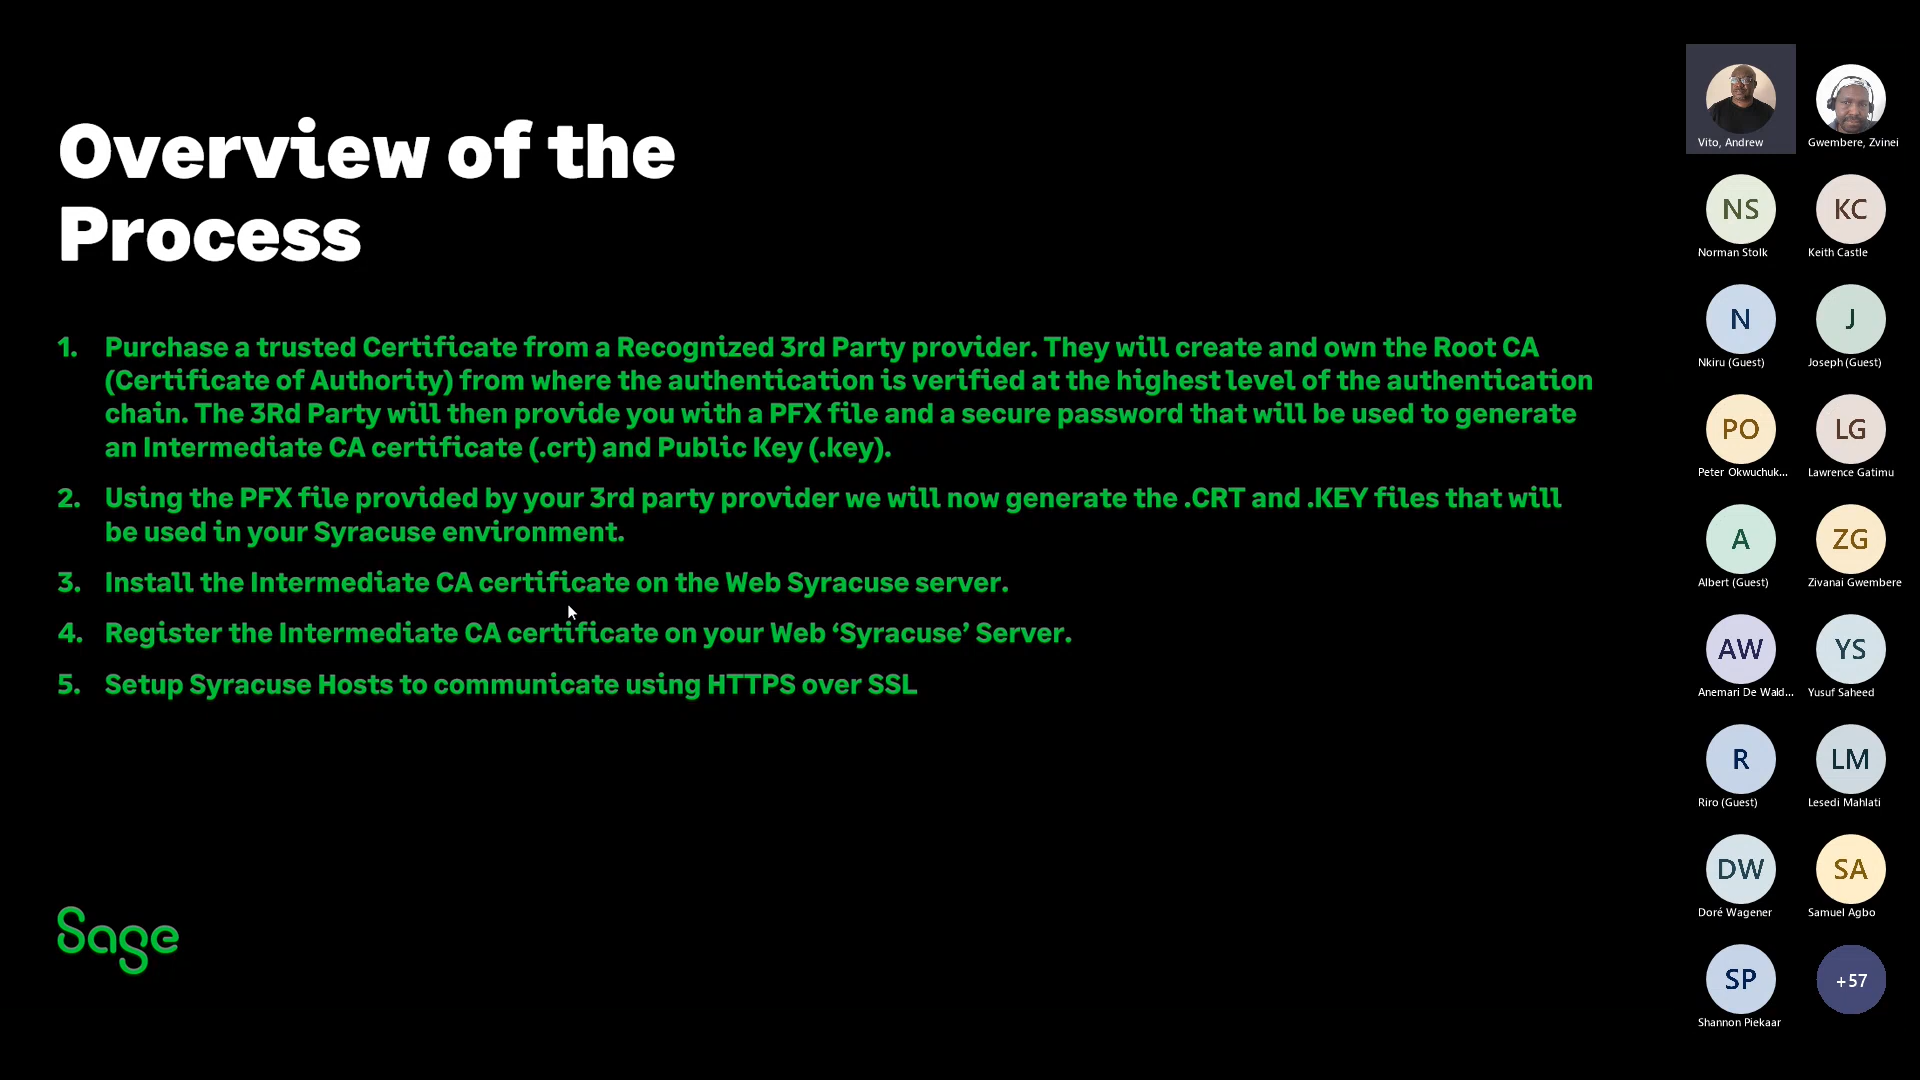 Overview of the
Process
1. Purchase a trusted Certificate from a Recognized 3rd Party provider. They will create and own the Root CA
(Certificate of Authority) from where the authentication is verified at the highest level of the authentication
chain. The 3Rd Party will then provide you with a PFX file and a secure password that will be used to generate
an Intermediate CA certificate (.crt) and Public Key (.key).
2. Using the PFX file provided by your 3rd party provider we will now generate the .CRT and .KEY files that will
be used in your Syracuse environment.
3. Install the Intermediate CA certificate on the Web Syracuse server.
4. Register the Intermediate CA certificate on your Web ‘Syracuse’ Server.
5. Setup Syracuse Hosts to communicate using HTTPS over SSL
Sage
Vito, Andrew
Gwembere, Zvinei
NS
Norman Stolk
KC
Keith Castle
N
Nkiru (Guest)
J
Joseph (Guest)
PO
Peter Okwuchuk...
LG
Lawrence Gatimu
A
Albert (Guest)
ZG
Zivanai Gwembere
AW
Anemari De Wald...
YS
Yusuf Saheed
R
Riro (Guest)
LM
Lesedi Mahlati
DW
Doré Wagener
SA
Samuel Agbo
SP
Shannon Piekaar
+57